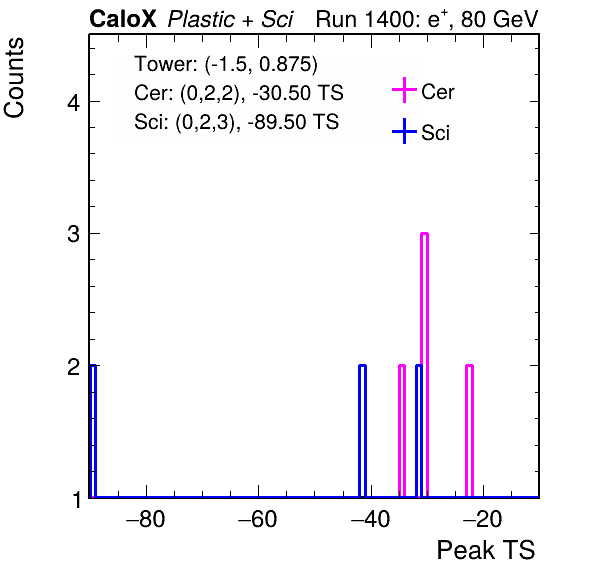 CaloX Plastic + Sci Run 1400: e+, 80 GeV
Tower: (-1.5, 0.875)
Cer: (0,2,2), -30.50 TS
Sci: (0,2,3), -89.50 TS
Cer
Sci
Counts
4
3
2
1
−80 −60 −40 −20
Peak TS